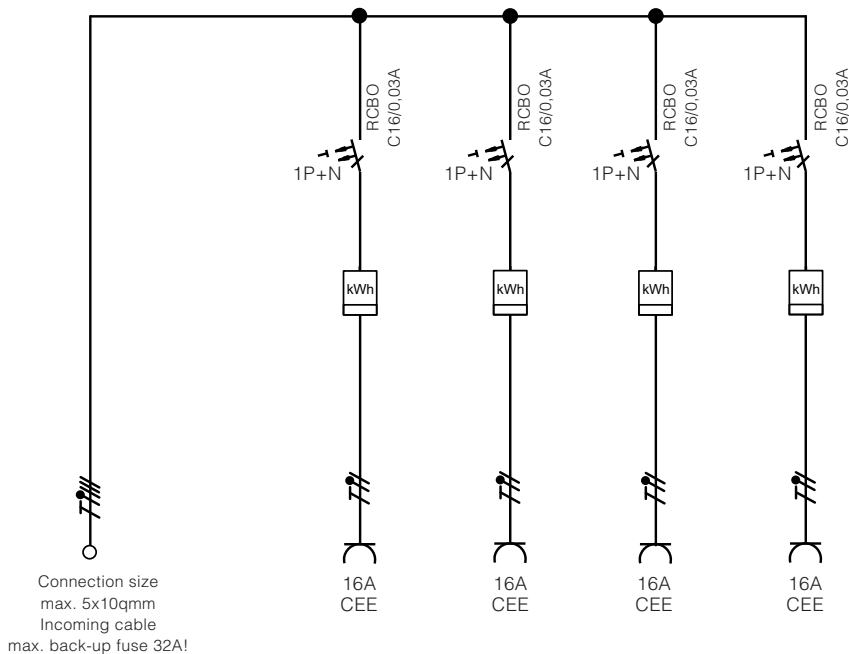 RCBO
C16/0,03A
RCBO
C16/0,03A
RCBO
C16/0,03A
RCBO
C16/0,03A
1P+N
1P+N
1P+N
1P+N
kWh
kWh
kWh
kWh
16A
CEE
16A
CEE
16A
CEE
16A
CEE
Connection size
max. 5x10qmm
Incoming cable
max. back-up fuse 32A!